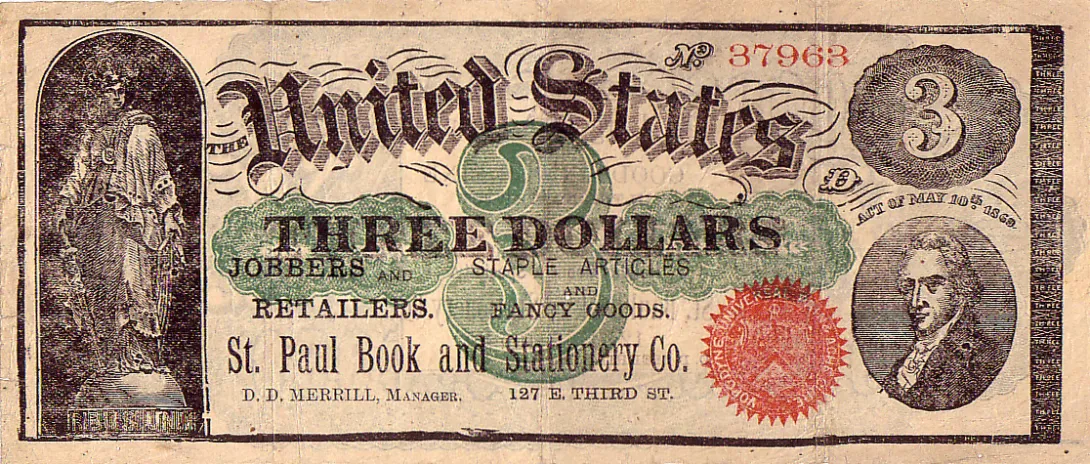 No. 37963
THE United States
3
ACT OF MAY 10th 1869.
3
THREE DOLLARS
JOBBERS AND STAPLE ARTICLES
RETAILERS. AND FANCY GOODS.
St. Paul Book and Stationery Co.
D. D. MERRILL, MANAGER. 127 E. THIRD ST.